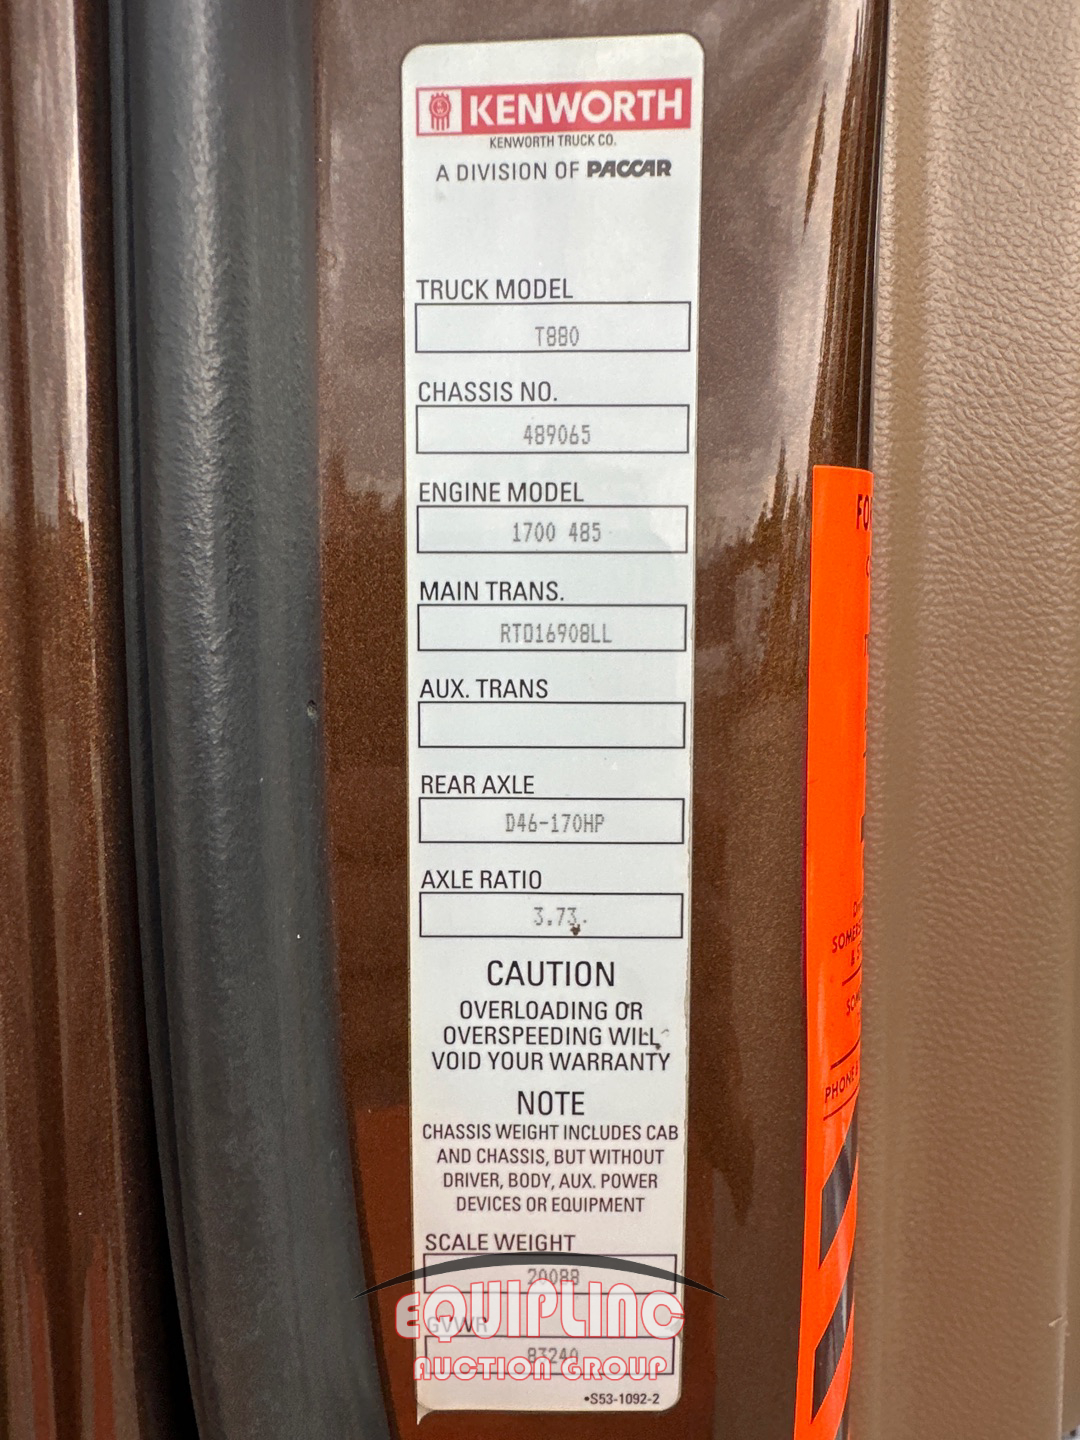 KENWORTH
KENWORTH TRUCK CO.
A DIVISION OF PACCAR
TRUCK MODEL
T880
CHASSIS NO.
489065
ENGINE MODEL
1700 485
MAIN TRANS.
RTO16908LL
AUX. TRANS
REAR AXLE
D46-170HP
AXLE RATIO
3.73
CAUTION
OVERLOADING OR
OVERSPEEDING WILL
VOID YOUR WARRANTY
NOTE
CHASSIS WEIGHT INCLUDES CAB
AND CHASSIS, BUT WITHOUT
DRIVER, BODY, AUX. POWER
DEVICES OR EQUIPMENT
SCALE WEIGHT
20088
EQUIPLINC
GVWR
AUCTION GROUP
•S53-1092-2
PHONE